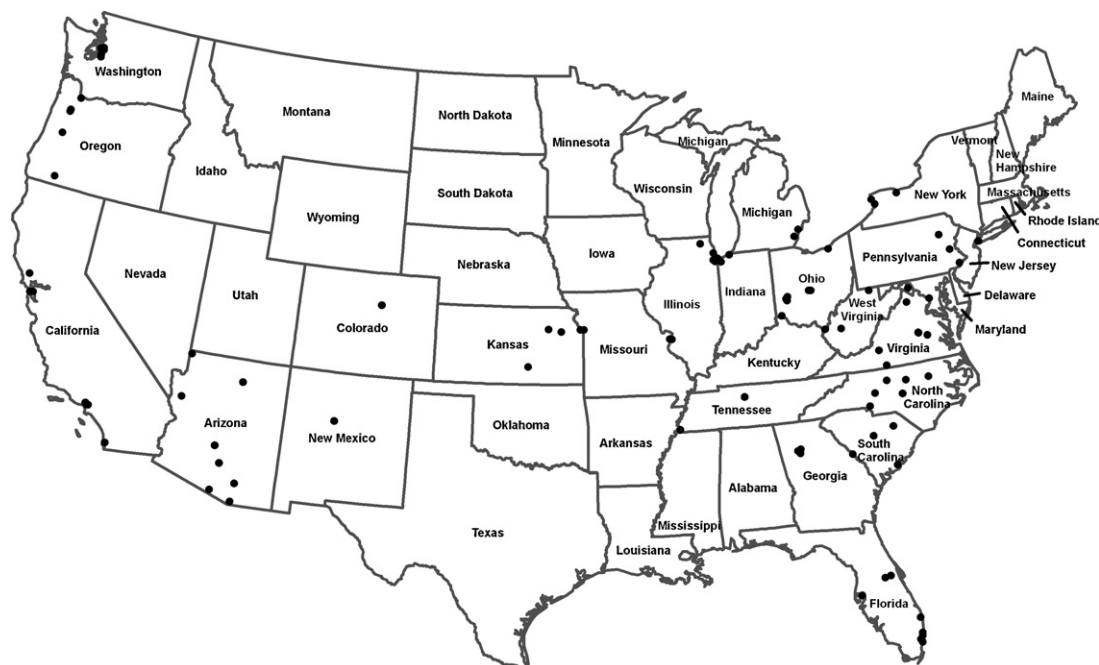 Washington
Montana
North Dakota
Minnesota
Maine
Oregon
Idaho
South Dakota
Wisconsin
Michigan
Michigan
Vermont
New
Hampshire
New York
Massachusetts
Rhode Island
Connecticut
Wyoming
Iowa
Nebraska
Pennsylvania
New Jersey
Nevada
Utah
Colorado
Kansas
Illinois
Indiana
Ohio
West
Virginia
Delaware
Maryland
California
Missouri
Kentucky
Virginia
Arizona
New Mexico
Oklahoma
Arkansas
Tennessee
North
Carolina
South
Carolina
Texas
Louisiana
Mississippi
Alabama
Georgia
Florida